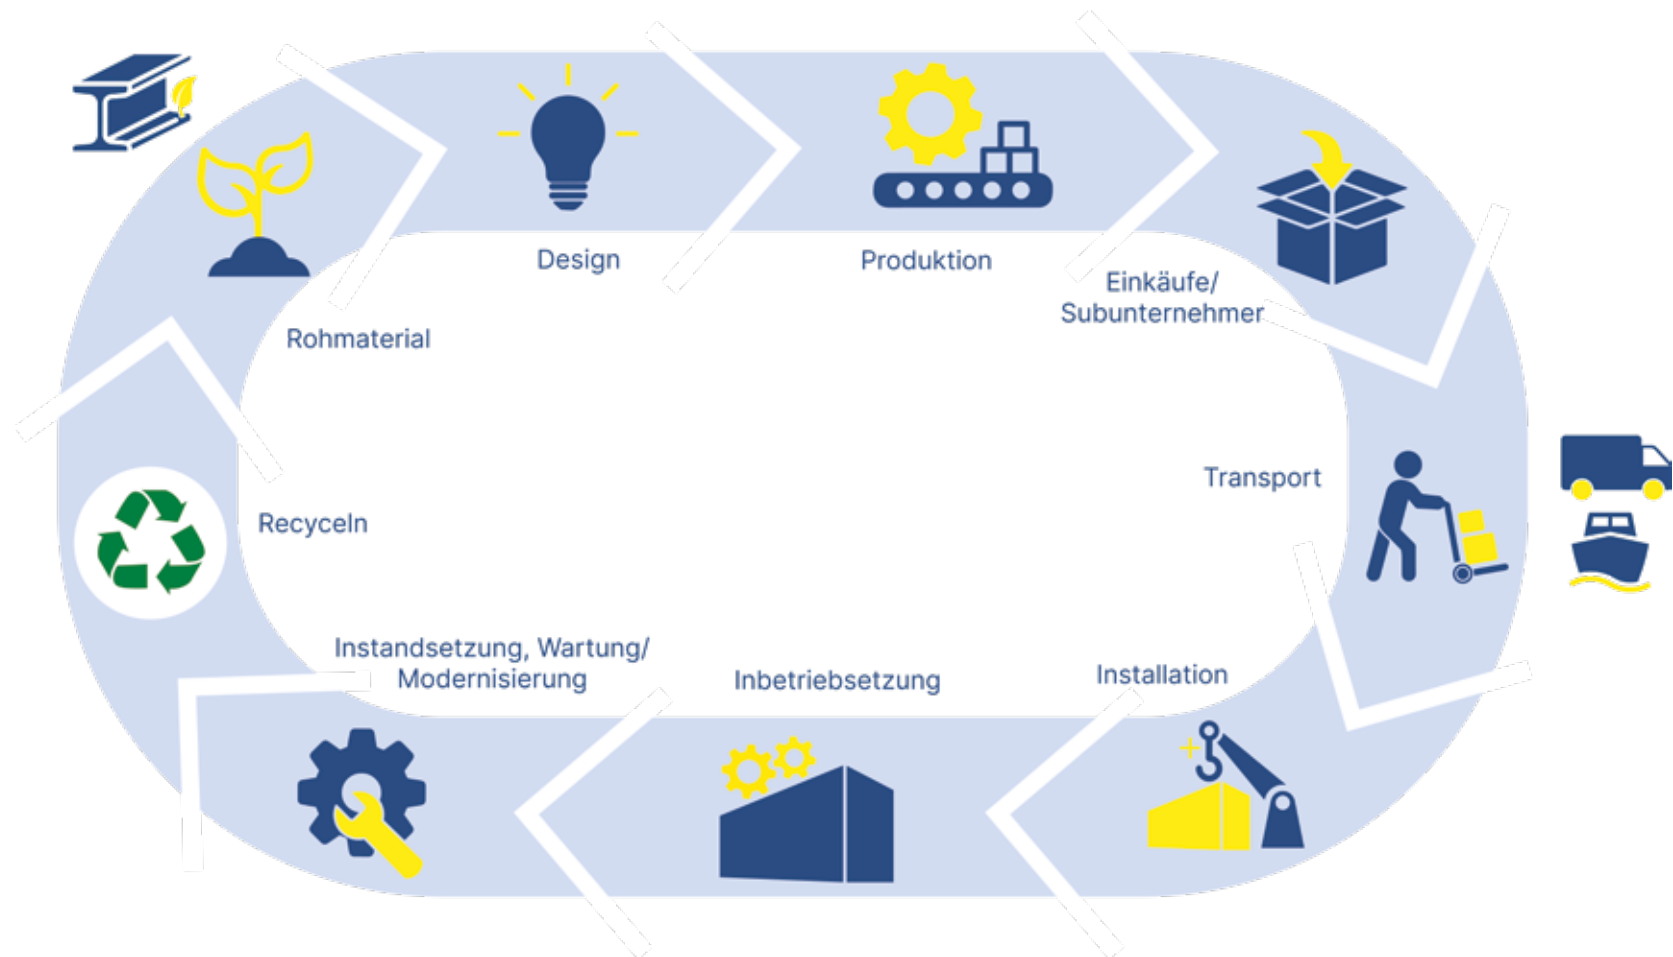 Design
Produktion
Einkäufe/
Subunternehmer
Rohmaterial
Transport
Recyceln
Instandsetzung, Wartung/
Modernisierung
Inbetriebsetzung
Installation